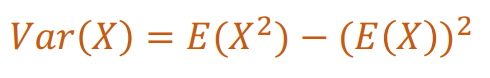 Var(X) = E(X²) − (E(X))²